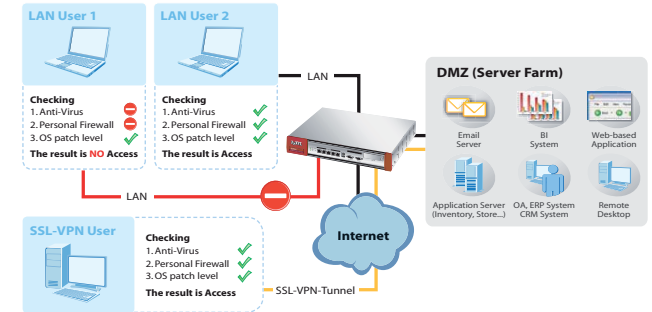 LAN User 1
Checking
1. Anti-Virus
2. Personal Firewall
3. OS patch level
The result is NO Access
LAN User 2
Checking
1. Anti-Virus
2. Personal Firewall
3. OS patch level
The result is Access
LAN
LAN
SSL-VPN User
Checking
1. Anti-Virus
2. Personal Firewall
3. OS patch level
The result is Access
Internet
SSL-VPN-Tunnel
DMZ (Server Farm)
Email
Server
BI
System
Web-based
Application
Application Server
(Inventory, Store...)
OA, ERP System
CRM System
Remote
Desktop